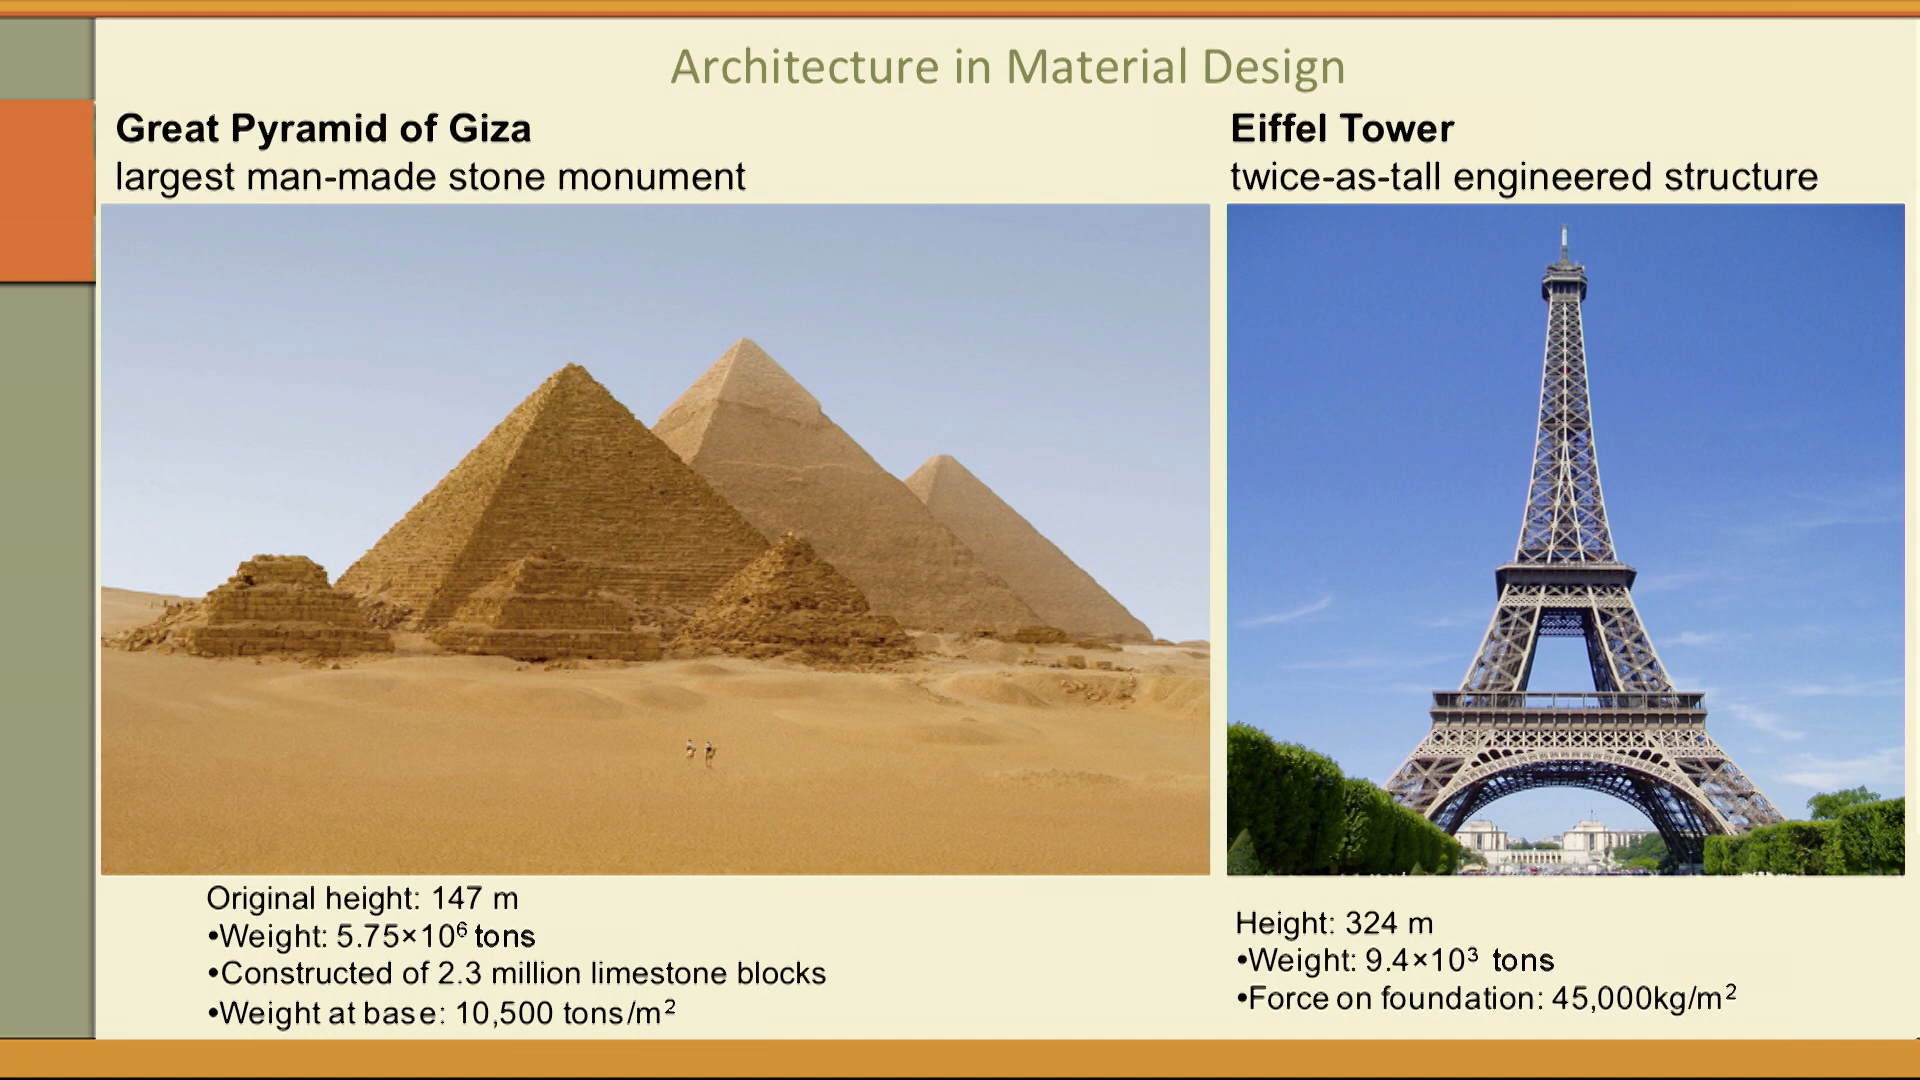 Architecture in Material Design
Great Pyramid of Giza
largest man-made stone monument
Original height: 147 m
•Weight: 5.75×10⁶ tons
•Constructed of 2.3 million limestone blocks
•Weight at base: 10,500 tons/m²
Eiffel Tower
twice-as-tall engineered structure
Height: 324 m
•Weight: 9.4×10³ tons
•Force on foundation: 45,000kg/m²